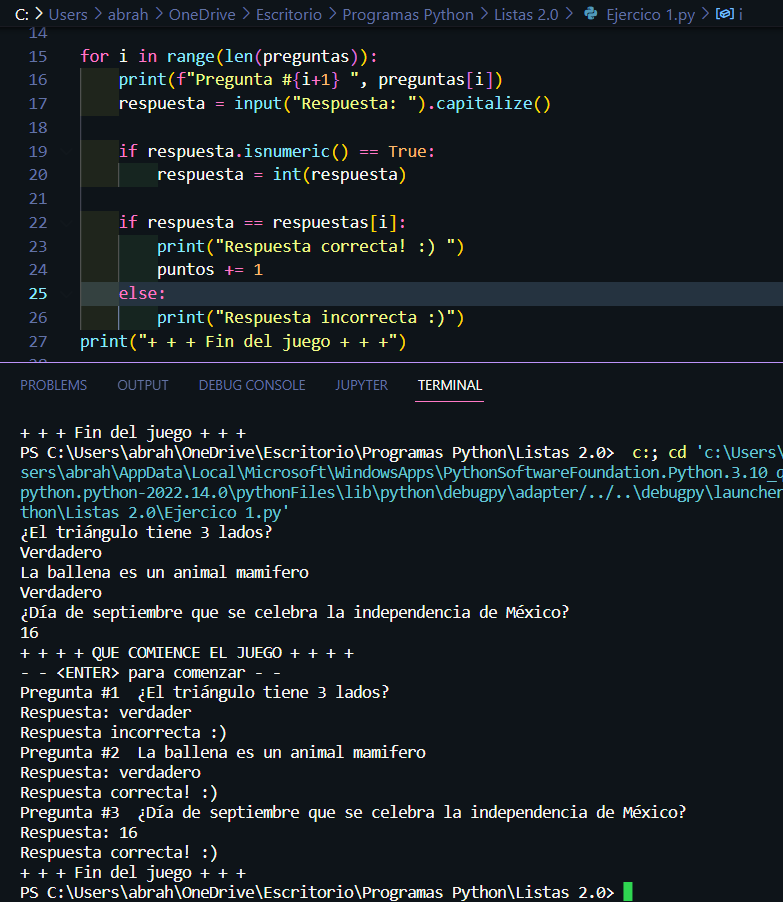 C: > Users > abrah > OneDrive > Escritorio > Programas Python > Listas 2.0 > Ejercico 1.py > i
14
15 for i in range(len(preguntas)):
16 print(f"Pregunta #{i+1} ", preguntas[i])
17 respuesta = input("Respuesta: ").capitalize()
18
19 if respuesta.isnumeric() == True:
20 respuesta = int(respuesta)
21
22 if respuesta == respuestas[i]:
23 print("Respuesta correcta! :) ")
24 puntos += 1
25 else:
26 print("Respuesta incorrecta :)")
27 print("+ + + Fin del juego + + +")
28
PROBLEMS OUTPUT DEBUG CONSOLE JUPYTER TERMINAL
+ + + Fin del juego + + +
PS C:\Users\abrah\OneDrive\Escritorio\Programas Python\Listas 2.0>  c:; cd 'c:\Users\
sers\abrah\AppData\Local\Microsoft\WindowsApps\PythonSoftwareFoundation.Python.3.10_q
python.python-2022.14.0\pythonFiles\lib\python\debugpy\adapter/../..\debugpy\launcher
thon\Listas 2.0\Ejercico 1.py'
¿El triángulo tiene 3 lados?
Verdadero
La ballena es un animal mamifero
Verdadero
¿Día de septiembre que se celebra la independencia de México?
16
+ + + + QUE COMIENCE EL JUEGO + + + +
- - <ENTER> para comenzar - -
Pregunta #1  ¿El triángulo tiene 3 lados?
Respuesta: verdader
Respuesta incorrecta :)
Pregunta #2  La ballena es un animal mamifero
Respuesta: verdadero
Respuesta correcta! :)
Pregunta #3  ¿Día de septiembre que se celebra la independencia de México?
Respuesta: 16
Respuesta correcta! :)
+ + + Fin del juego + + +
PS C:\Users\abrah\OneDrive\Escritorio\Programas Python\Listas 2.0>